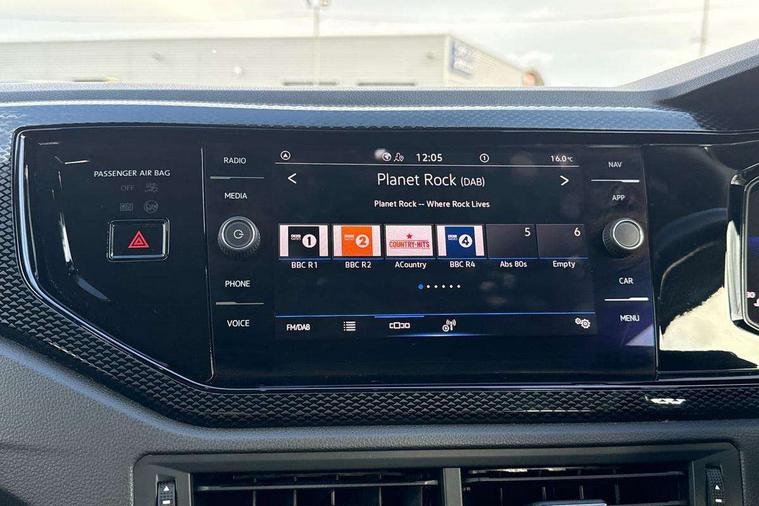 PASSENGER AIR BAG
OFF
RADIO
MEDIA
PHONE
VOICE
12:05
1
16.0°C
Planet Rock (DAB)
Planet Rock -- Where Rock Lives
1
2
COUNTRY HITS
4
5
6
BBC R1
BBC R2
ACountry
BBC R4
Abs 80s
Empty
FM/DAB
NAV
APP
CAR
MENU